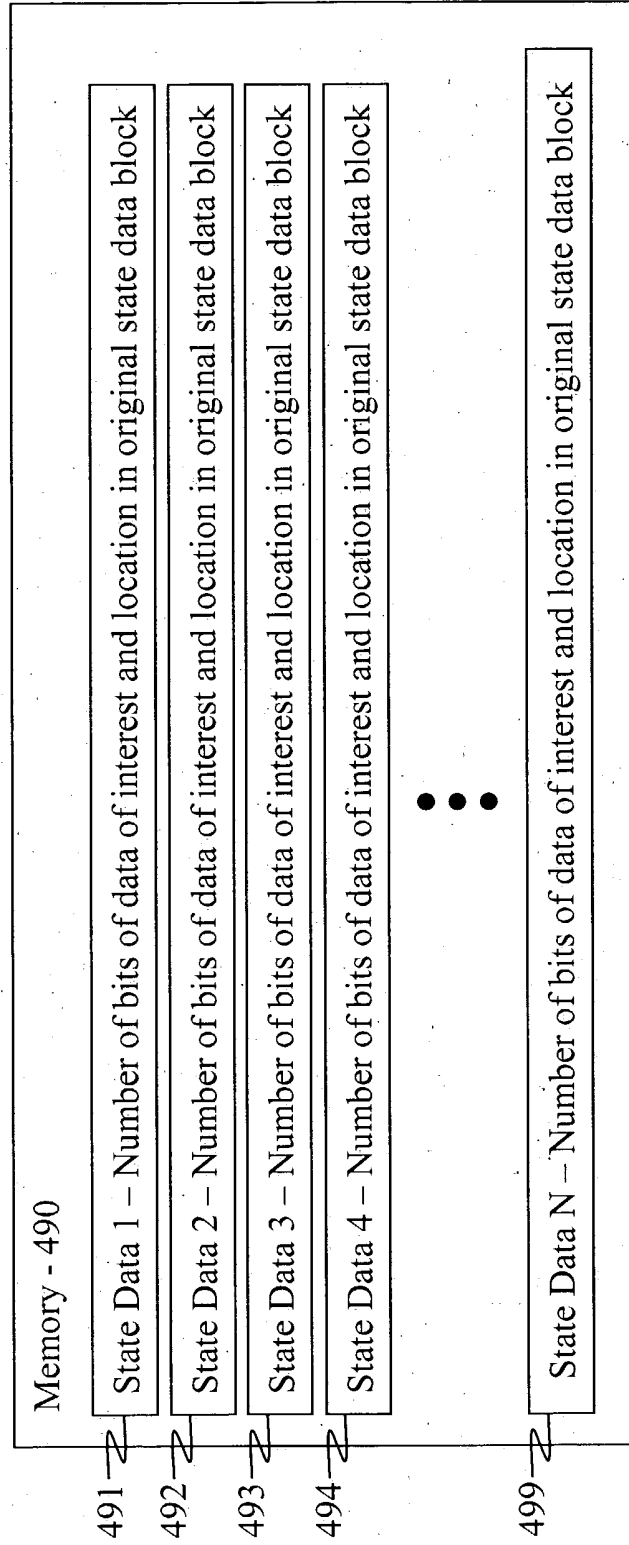 Memory - 490
491 State Data 1 – Number of bits of data of interest and location in original state data block
492 State Data 2 – Number of bits of data of interest and location in original state data block
493 State Data 3 – Number of bits of data of interest and location in original state data block
494 State Data 4 – Number of bits of data of interest and location in original state data block
499 State Data N – Number of bits of data of interest and location in original state data block